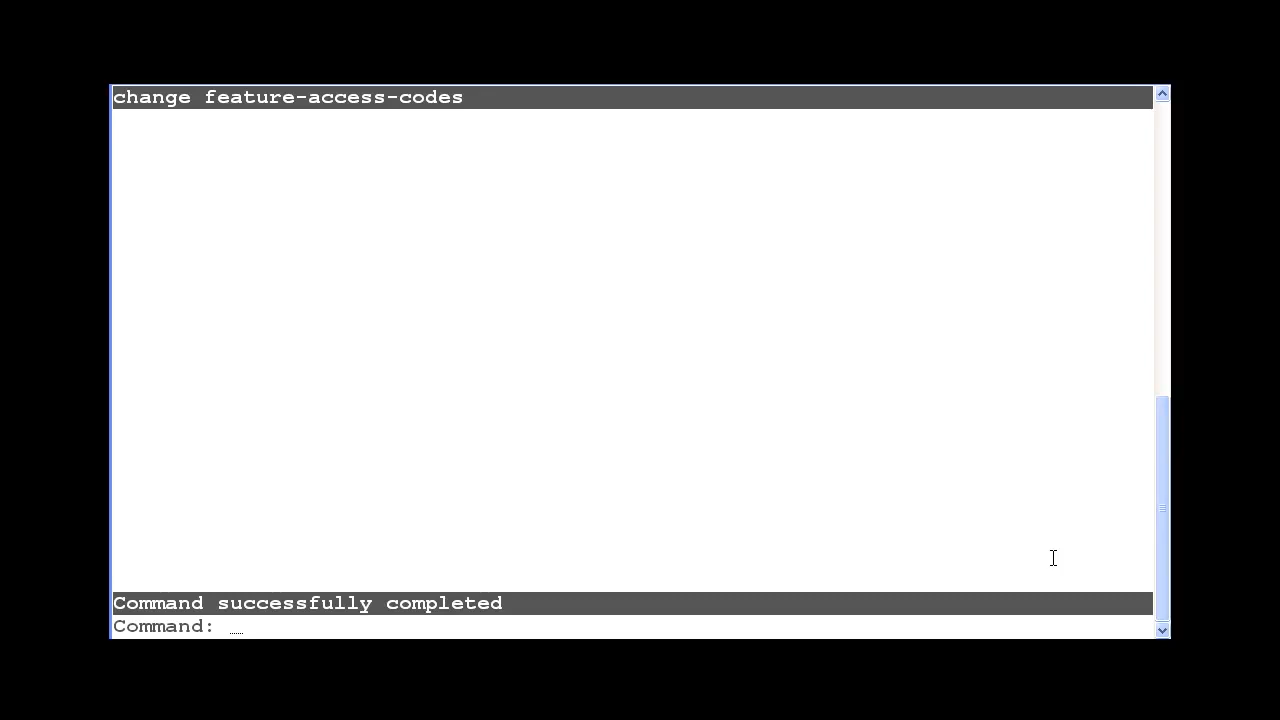 change feature-access-codes
Command successfully completed
Command: _